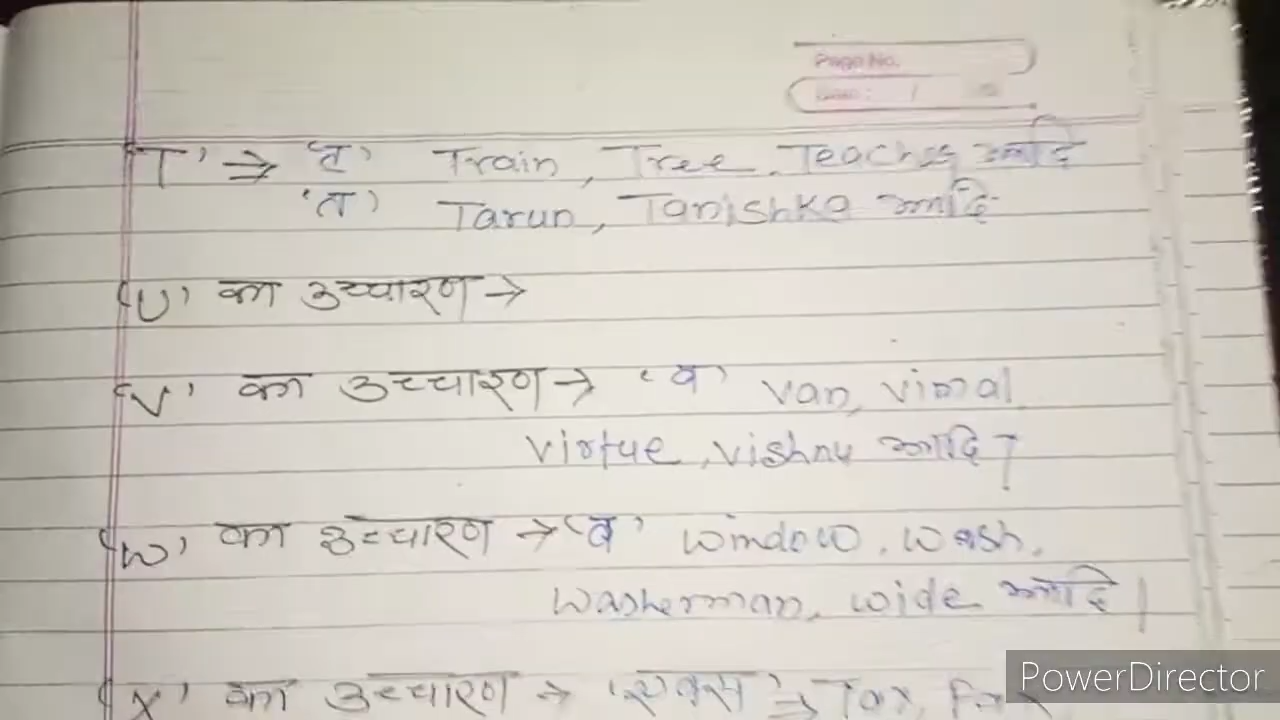 Page No.
Date: /
'T' → 'ट' Train, Tree, Teacher आदि
'त' Tarun, Tanishka आदि
'U' का उच्चारण →
'V' का उच्चारण → 'व' Van, Vimal
Virtue, Vishnu आदि।
'W' का उच्चारण → 'व' Window, Wash,
Washerman, Wide आदि।
'X' का उच्चारण → 'एक्स' → Tax,
PowerDirector